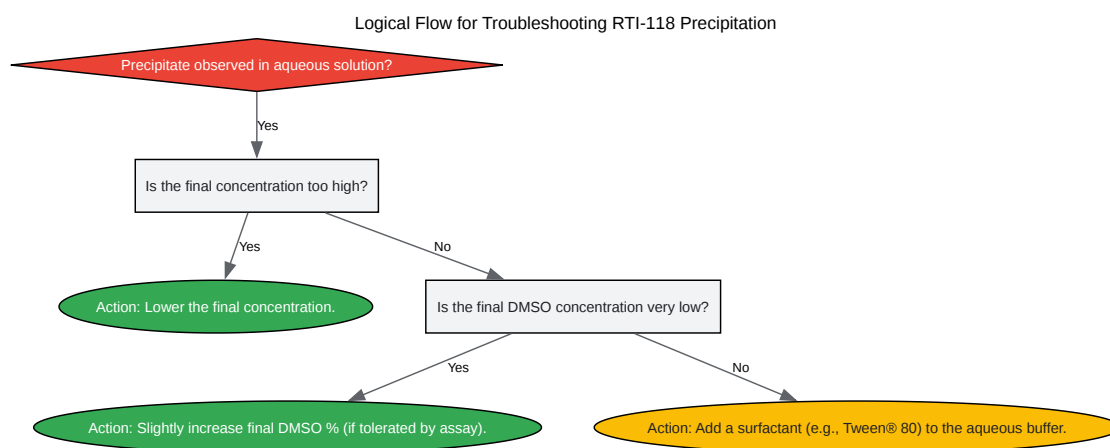 Logical Flow for Troubleshooting RTI-118 Precipitation
Precipitate observed in aqueous solution?
Yes
Is the final concentration too high?
Yes
No
Action: Lower the final concentration.
Is the final DMSO concentration very low?
Yes
No
Action: Slightly increase final DMSO % (if tolerated by assay).
Action: Add a surfactant (e.g., Tween® 80) to the aqueous buffer.